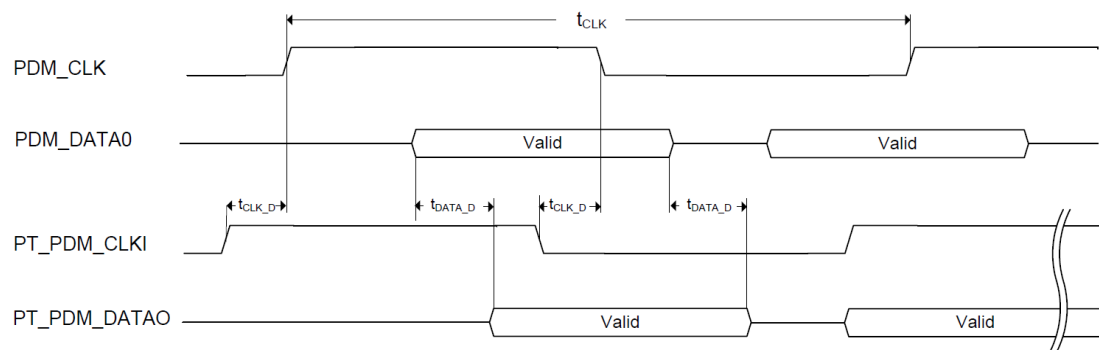 tCLK
PDM_CLK
PDM_DATA0
Valid
Valid
tCLK_D
tDATA_D
tCLK_D
tDATA_D
PT_PDM_CLKI
PT_PDM_DATAO
Valid
Valid